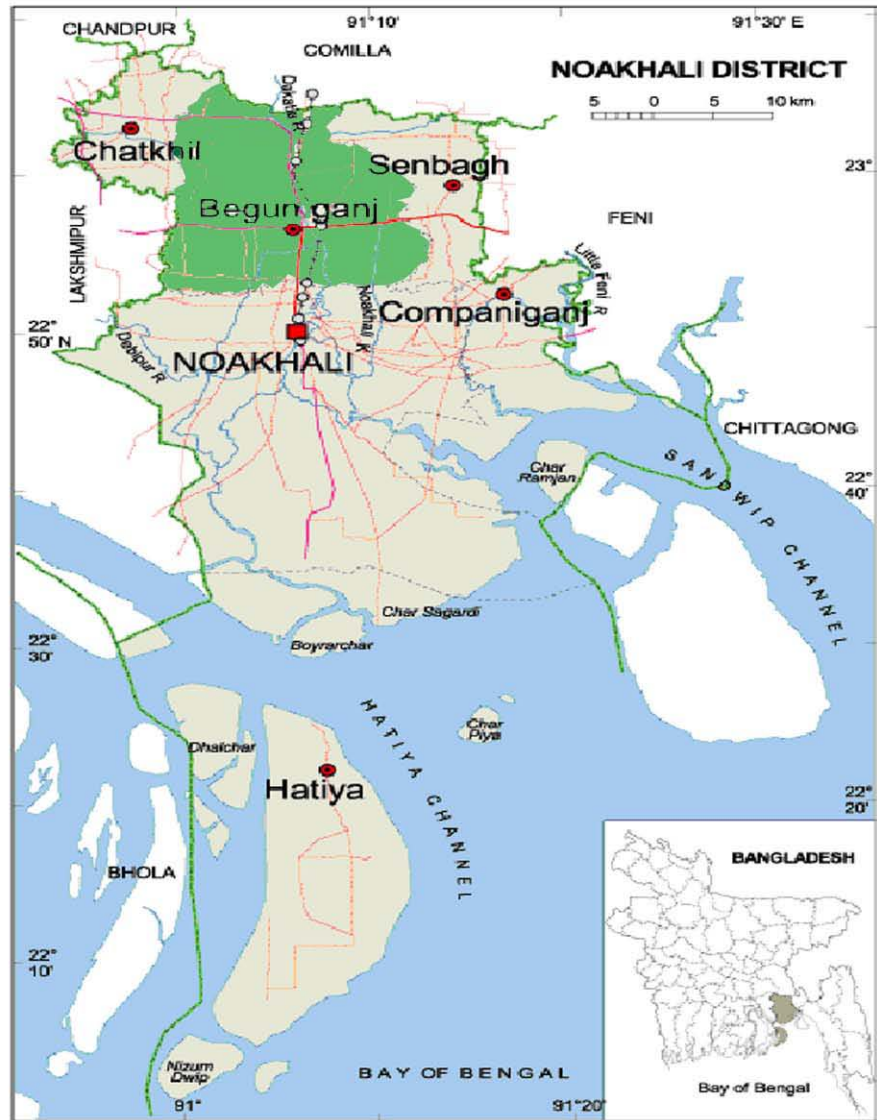 91°10'
91°30' E
CHANDPUR
COMILLA
NOAKHALI DISTRICT
5 0 5 10 km
Dakatia R
Chatkhil
Senbagh
23°
Begumganj
FENI
LAKSHMIPUR
Little Feni R
Companiganj
Noakhali K
22°
50' N
NOAKHALI
Debipur R
CHITTAGONG
Char
Ramjan
SANDWIP CHANNEL
22°
40'
Char Sagardi
22°
30'
Boyrarchar
HATIYA CHANNEL
Char
Piya
Dhalchar
Hatiya
22°
20'
BHOLA
BANGLADESH
22°
10'
Nizum
Dwip
BAY OF BENGAL
Bay of Bengal
91°
91°20'